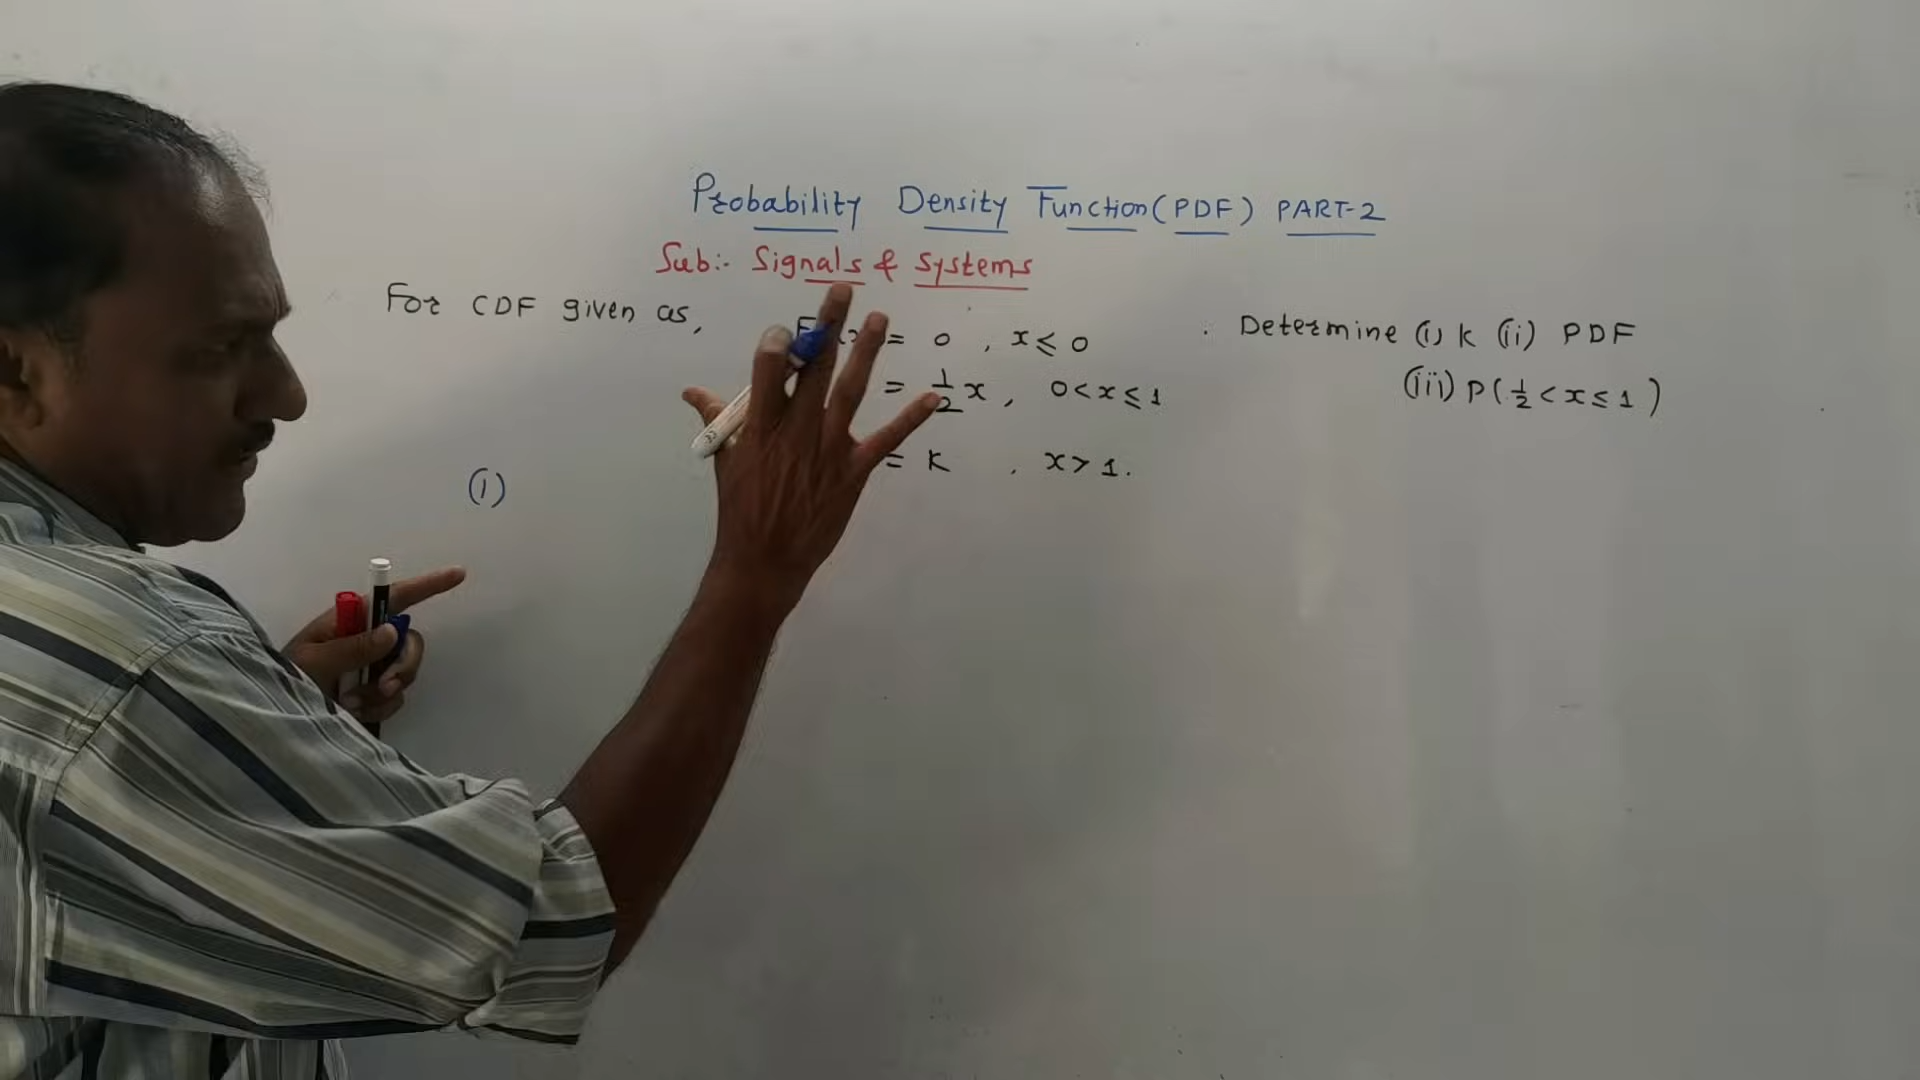 Probability Density Function (PDF) PART-2
Sub:- Signals & Systems
For CDF given as,
= 0 , x ≤ 0
= 1/2 x , 0 < x ≤ 1
= K , x > 1.
Determine (i) K (ii) PDF
(iii) P(1/2 < x ≤ 1)
(i)